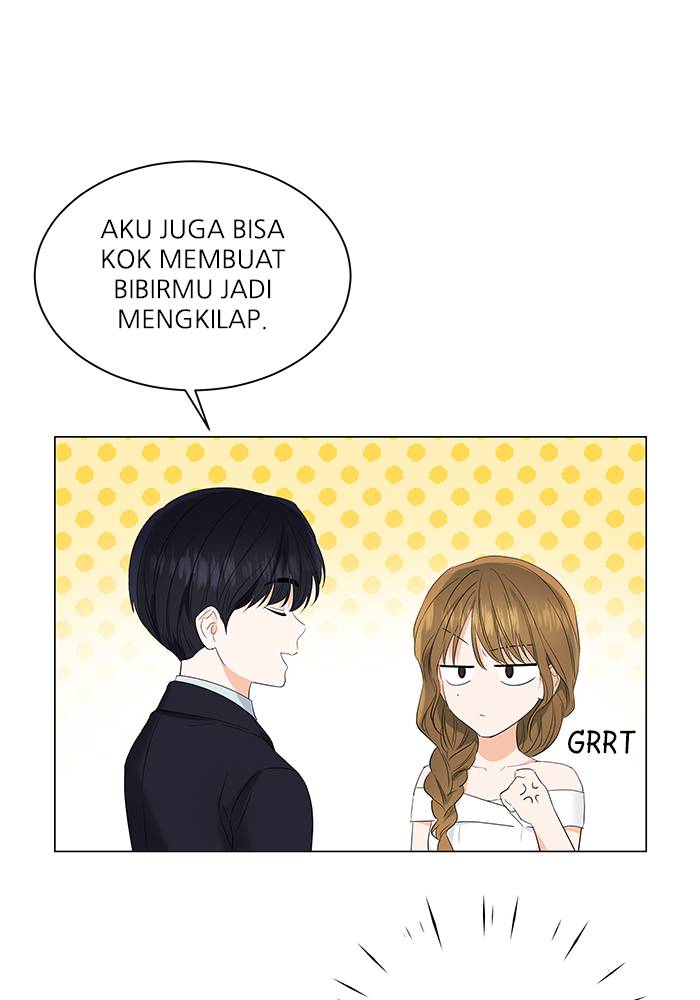 AKU JUGA BISA
KOK MEMBUAT
BIBIRMU JADI
MENGKILAP.
GRRT